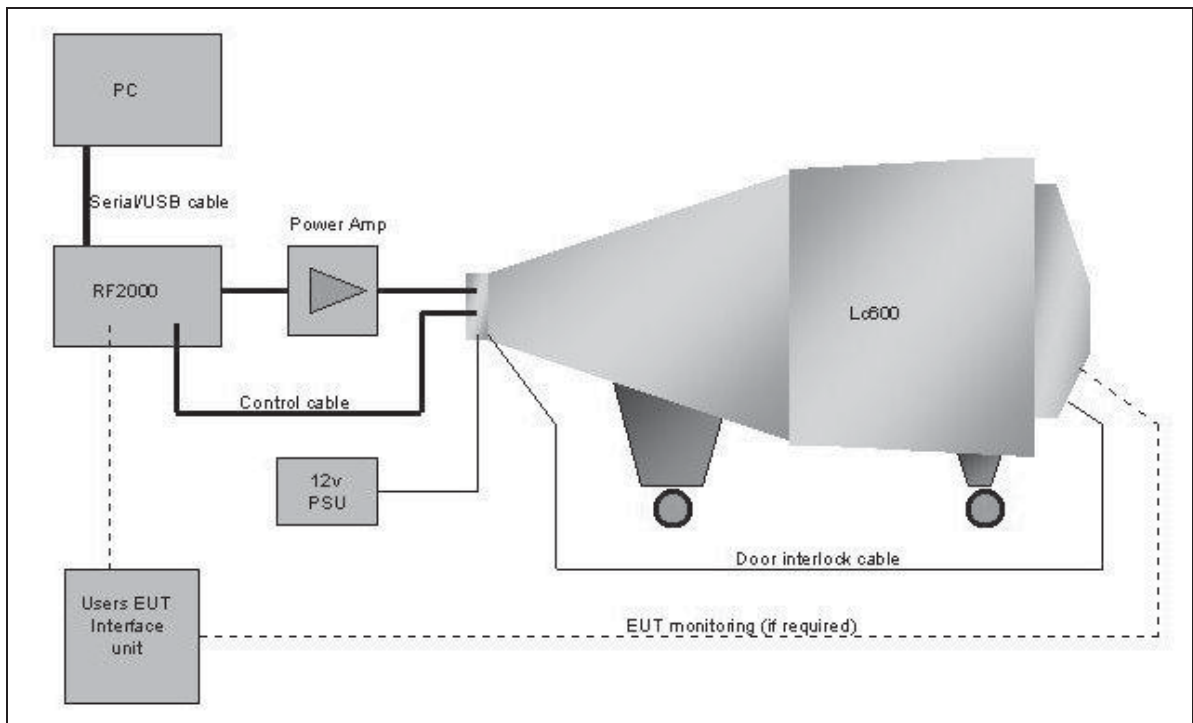 PC
Serial/USB cable
Power Amp
RF2000
Lc600
Control cable
12v
PSU
Door interlock cable
Users EUT
Interface
unit
EUT monitoring (if required)